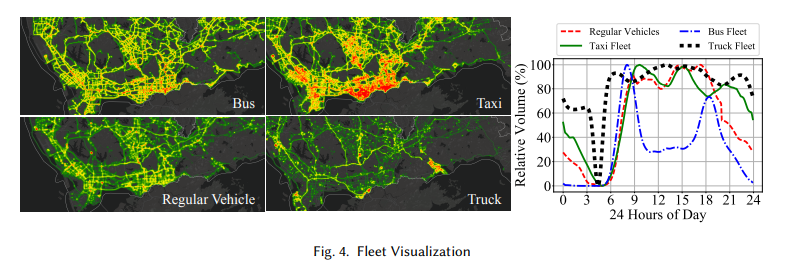 Bus
Taxi
Regular Vehicle
Truck
Regular Vehicles
Bus Fleet
Taxi Fleet
Truck Fleet
Relative Volume (%)
100
80
60
40
20
0
0 3 6 9 12 15 18 21 24
24 Hours of Day
Fig. 4. Fleet Visualization